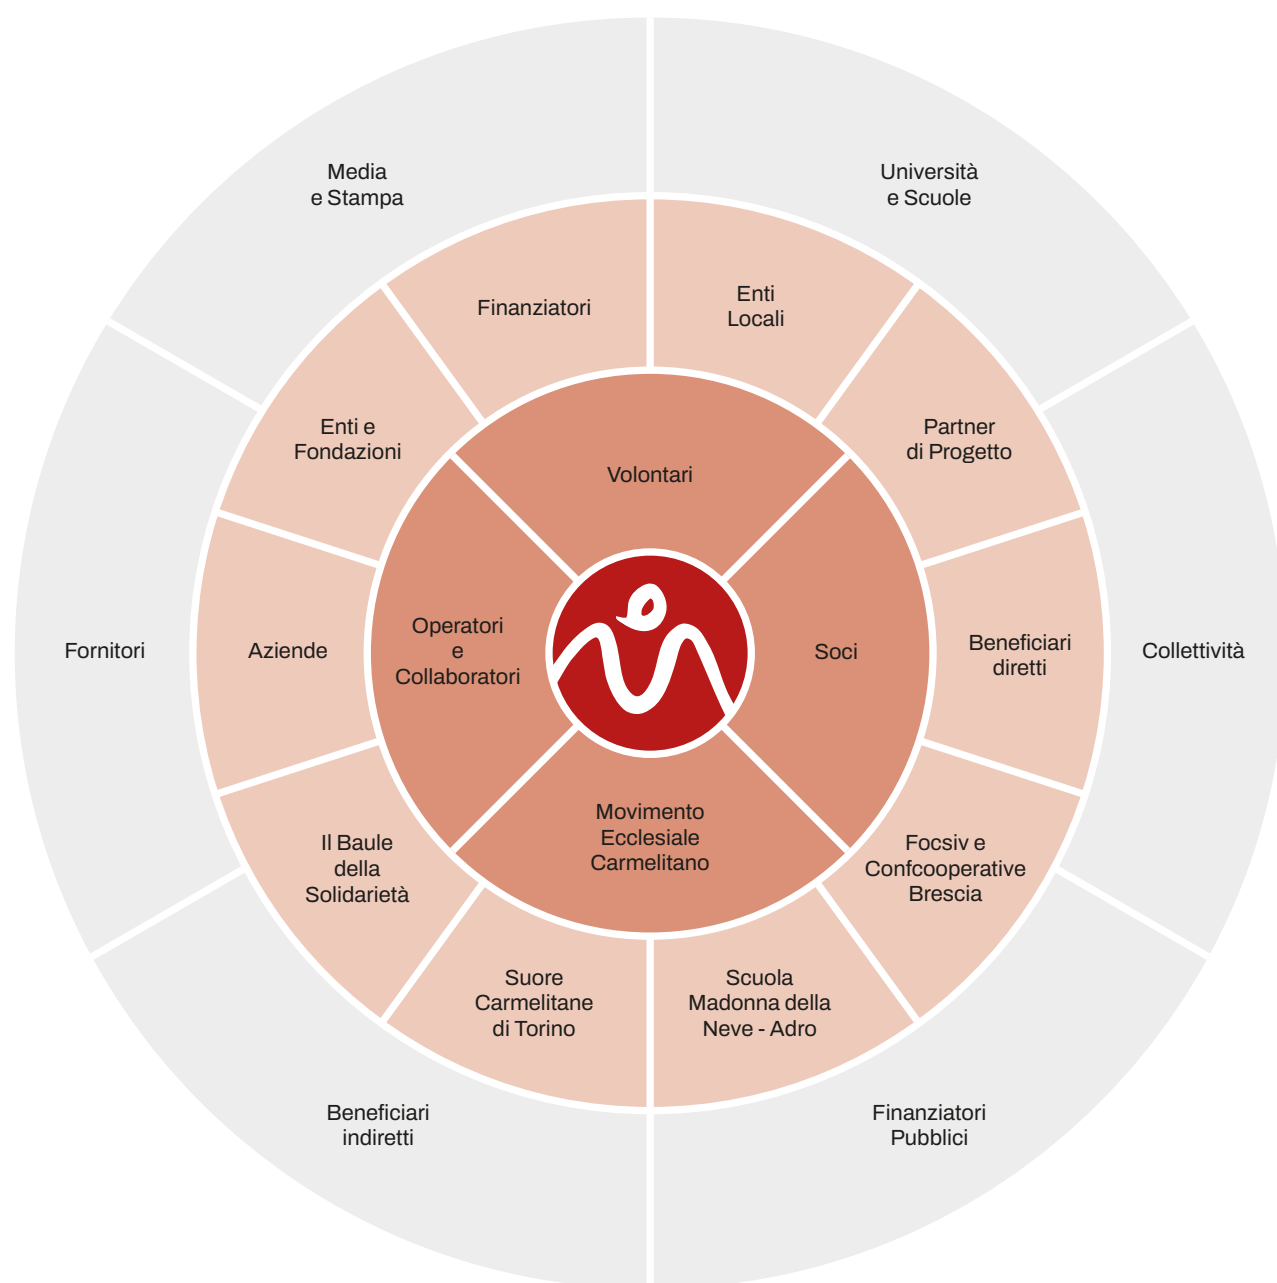 Media
e Stampa
Università
e Scuole
Finanziatori
Enti
Locali
Enti e
Fondazioni
Partner
di Progetto
Volontari
Fornitori
Aziende
Operatori
e
Collaboratori
Soci
Beneficiari
diretti
Collettività
Movimento
Ecclesiale
Carmelitano
Il Baule
della
Solidarietà
Focsiv e
Confcooperative
Brescia
Suore
Carmelitane
di Torino
Scuola
Madonna della
Neve - Adro
Beneficiari
indiretti
Finanziatori
Pubblici